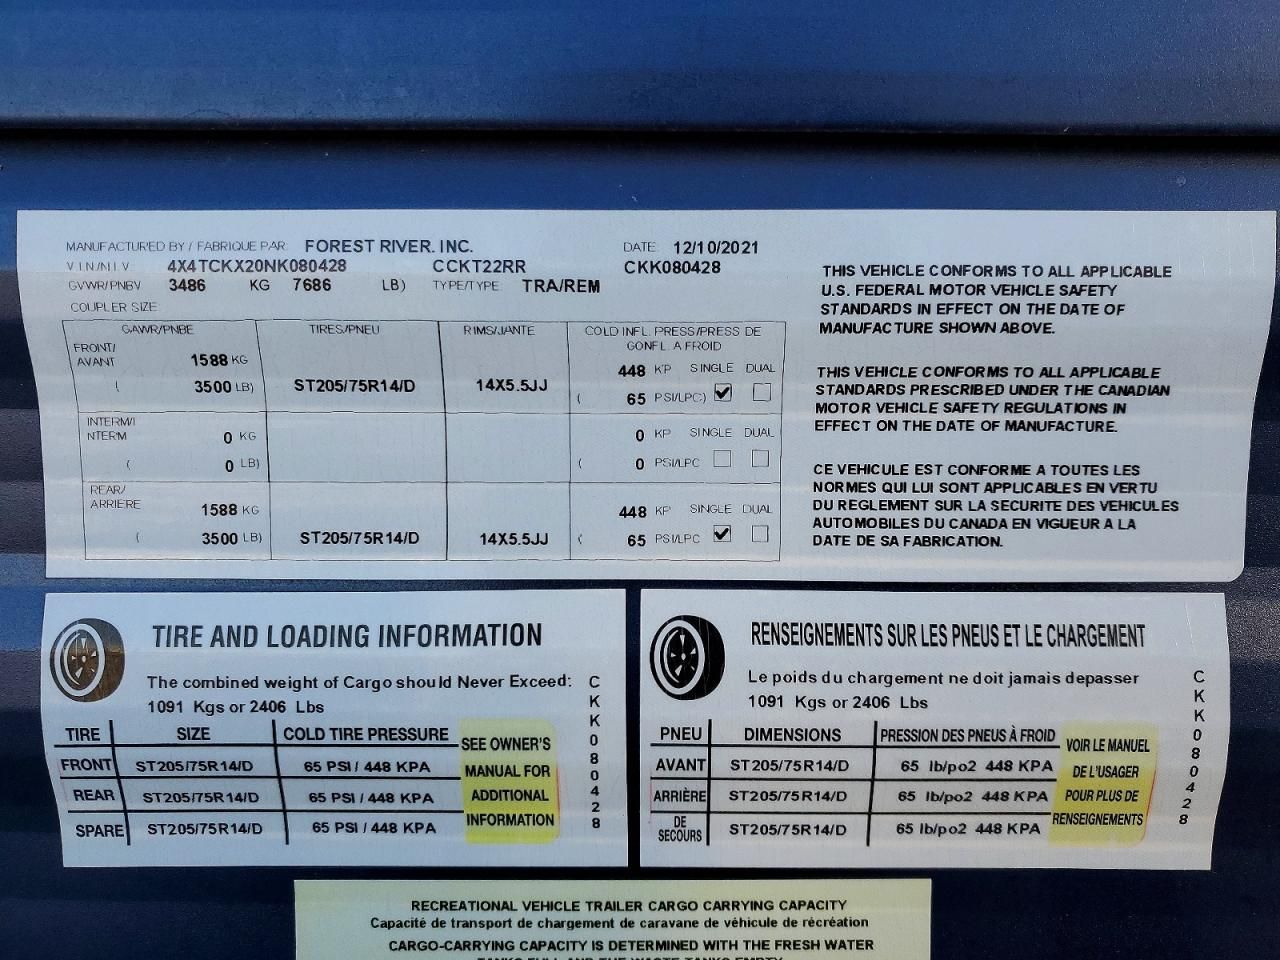 MANUFACTURED BY / FABRIQUE PAR: FOREST RIVER. INC. DATE: 12/10/2021
VIN/NIV 4X4TCKX20NK080428 CCKT22RR CKK080428
GVWR/PNBV 3486 KG 7686 LB) TYPE/TYPE TRA/REM
COUPLER SIZE
GAWR/PNBE TIRES/PNEU RIMS/JANTE COLD INFL. PRESS/PRESS DE
GONFL. A FROID
FRONT/
AVANT 1588 KG 448 KP SINGLE DUAL
( 3500 LB) ST205/75R14/D 14X5.5JJ ( 65 PSI/LPC)
INTERM/I
NTERM 0 KG 0 KP SINGLE DUAL
( 0 LB) ( 0 PSI/LPC
REAR/
ARRIERE 1588 KG 448 KP SINGLE DUAL
( 3500 LB) ST205/75R14/D 14X5.5JJ ( 65 PSI/LPC
THIS VEHICLE CONFORMS TO ALL APPLICABLE
U.S. FEDERAL MOTOR VEHICLE SAFETY
STANDARDS IN EFFECT ON THE DATE OF
MANUFACTURE SHOWN ABOVE.
THIS VEHICLE CONFORMS TO ALL APPLICABLE
STANDARDS PRESCRIBED UNDER THE CANADIAN
MOTOR VEHICLE SAFETY REGULATIONS IN
EFFECT ON THE DATE OF MANUFACTURE.
CE VEHICULE EST CONFORME A TOUTES LES
NORMES QUI LUI SONT APPLICABLES EN VERTU
DU REGLEMENT SUR LA SECURITE DES VEHICULES
AUTOMOBILES DU CANADA EN VIGUEUR A LA
DATE DE SA FABRICATION.
TIRE AND LOADING INFORMATION
The combined weight of Cargo should Never Exceed:
1091 Kgs or 2406 Lbs
TIRE SIZE COLD TIRE PRESSURE
FRONT ST205/75R14/D 65 PSI / 448 KPA
REAR ST205/75R14/D 65 PSI / 448 KPA
SPARE ST205/75R14/D 65 PSI / 448 KPA
SEE OWNER'S
MANUAL FOR
ADDITIONAL
INFORMATION
CKK080428
RENSEIGNEMENTS SUR LES PNEUS ET LE CHARGEMENT
Le poids du chargement ne doit jamais depasser
1091 Kgs or 2406 Lbs
PNEU DIMENSIONS PRESSION DES PNEUS À FROID
AVANT ST205/75R14/D 65 lb/po2 448 KPA
ARRIÈRE ST205/75R14/D 65 lb/po2 448 KPA
DE
SECOURS ST205/75R14/D 65 lb/po2 448 KPA
VOIR LE MANUEL
DE L'USAGER
POUR PLUS DE
RENSEIGNEMENTS
CKK080428
RECREATIONAL VEHICLE TRAILER CARGO CARRYING CAPACITY
Capacité de transport de chargement de caravane de véhicule de récréation
CARGO-CARRYING CAPACITY IS DETERMINED WITH THE FRESH WATER
TANKS FULL AND THE WASTE TANKS EMPTY